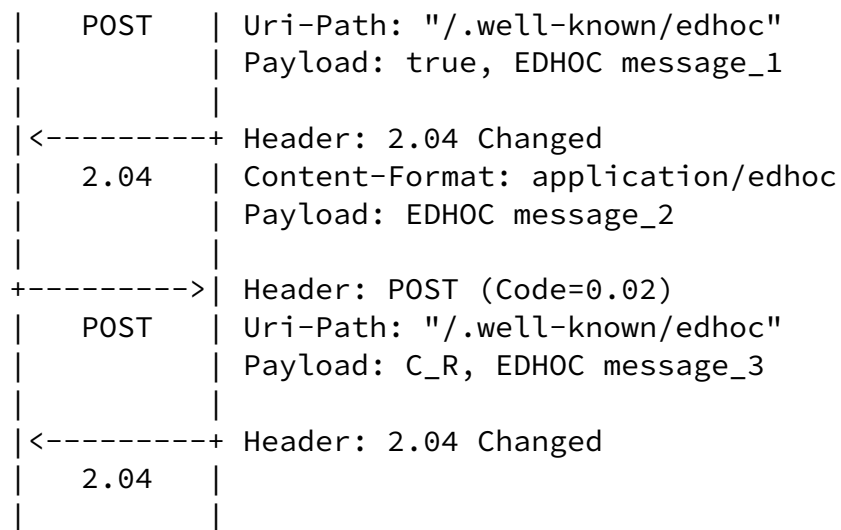 |   POST   | Uri-Path: "/.well-known/edhoc"
|          | Payload: true, EDHOC message_1
|          |
|<---------+ Header: 2.04 Changed
|   2.04   | Content-Format: application/edhoc
|          | Payload: EDHOC message_2
|          |
+--------->| Header: POST (Code=0.02)
|   POST   | Uri-Path: "/.well-known/edhoc"
|          | Payload: C_R, EDHOC message_3
|          |
|<---------+ Header: 2.04 Changed
|   2.04   |
|          |